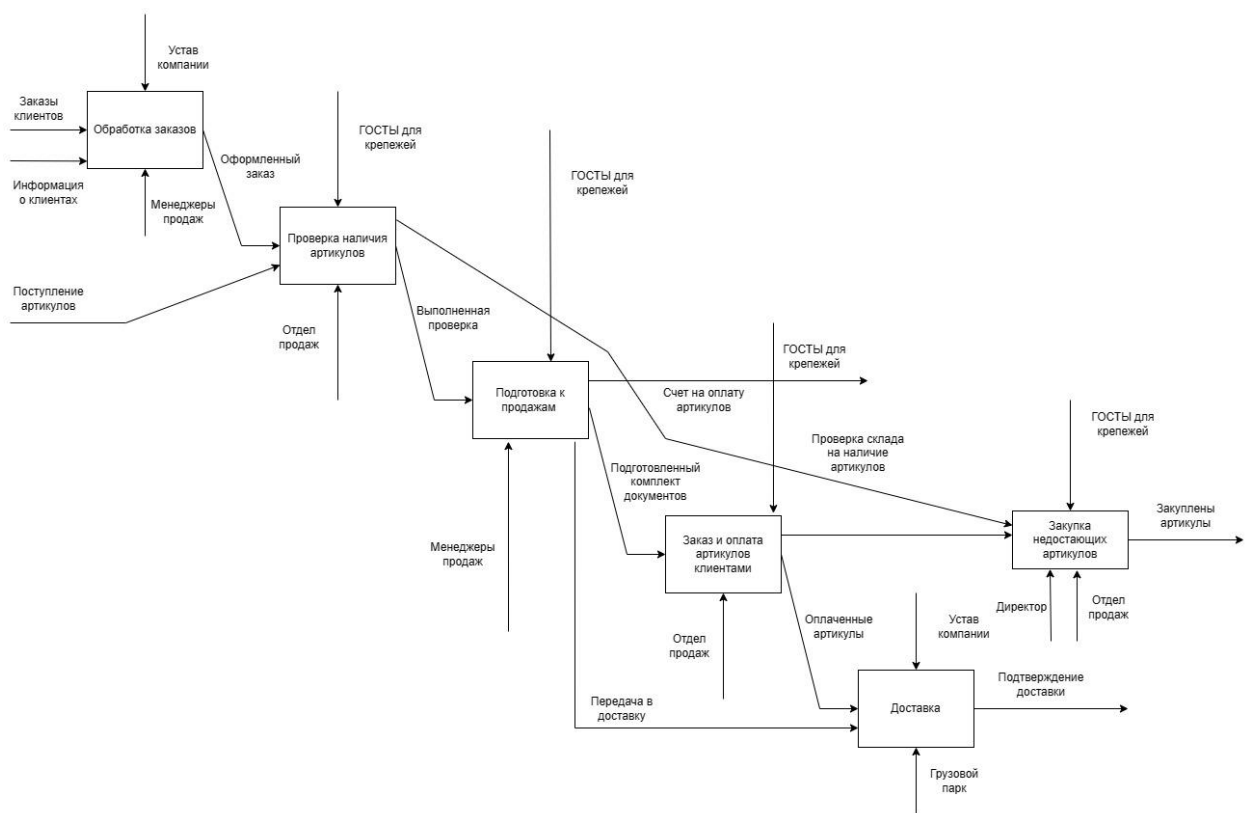 Устав
компании
Заказы
клиентов
Обработка заказов
Информация
о клиентах
Менеджеры
продаж
Оформленный
заказ
ГОСТЫ для
крепежей
Проверка наличия
артикулов
Поступление
артикулов
Отдел
продаж
Выполненная
проверка
ГОСТЫ для
крепежей
Подготовка к
продажам
Счет на оплату
артикулов
ГОСТЫ для
крепежей
Подготовленный
комплект
документов
Менеджеры
продаж
Проверка склада
на наличие
артикулов
ГОСТЫ для
крепежей
Заказ и оплата
артикулов
клиентами
Закупка
недостающих
артикулов
Закуплены
артикулы
Директор
Отдел
продаж
Отдел
продаж
Оплаченные
артикулы
Устав
компании
Передача в
доставку
Доставка
Подтверждение
доставки
Грузовой
парк